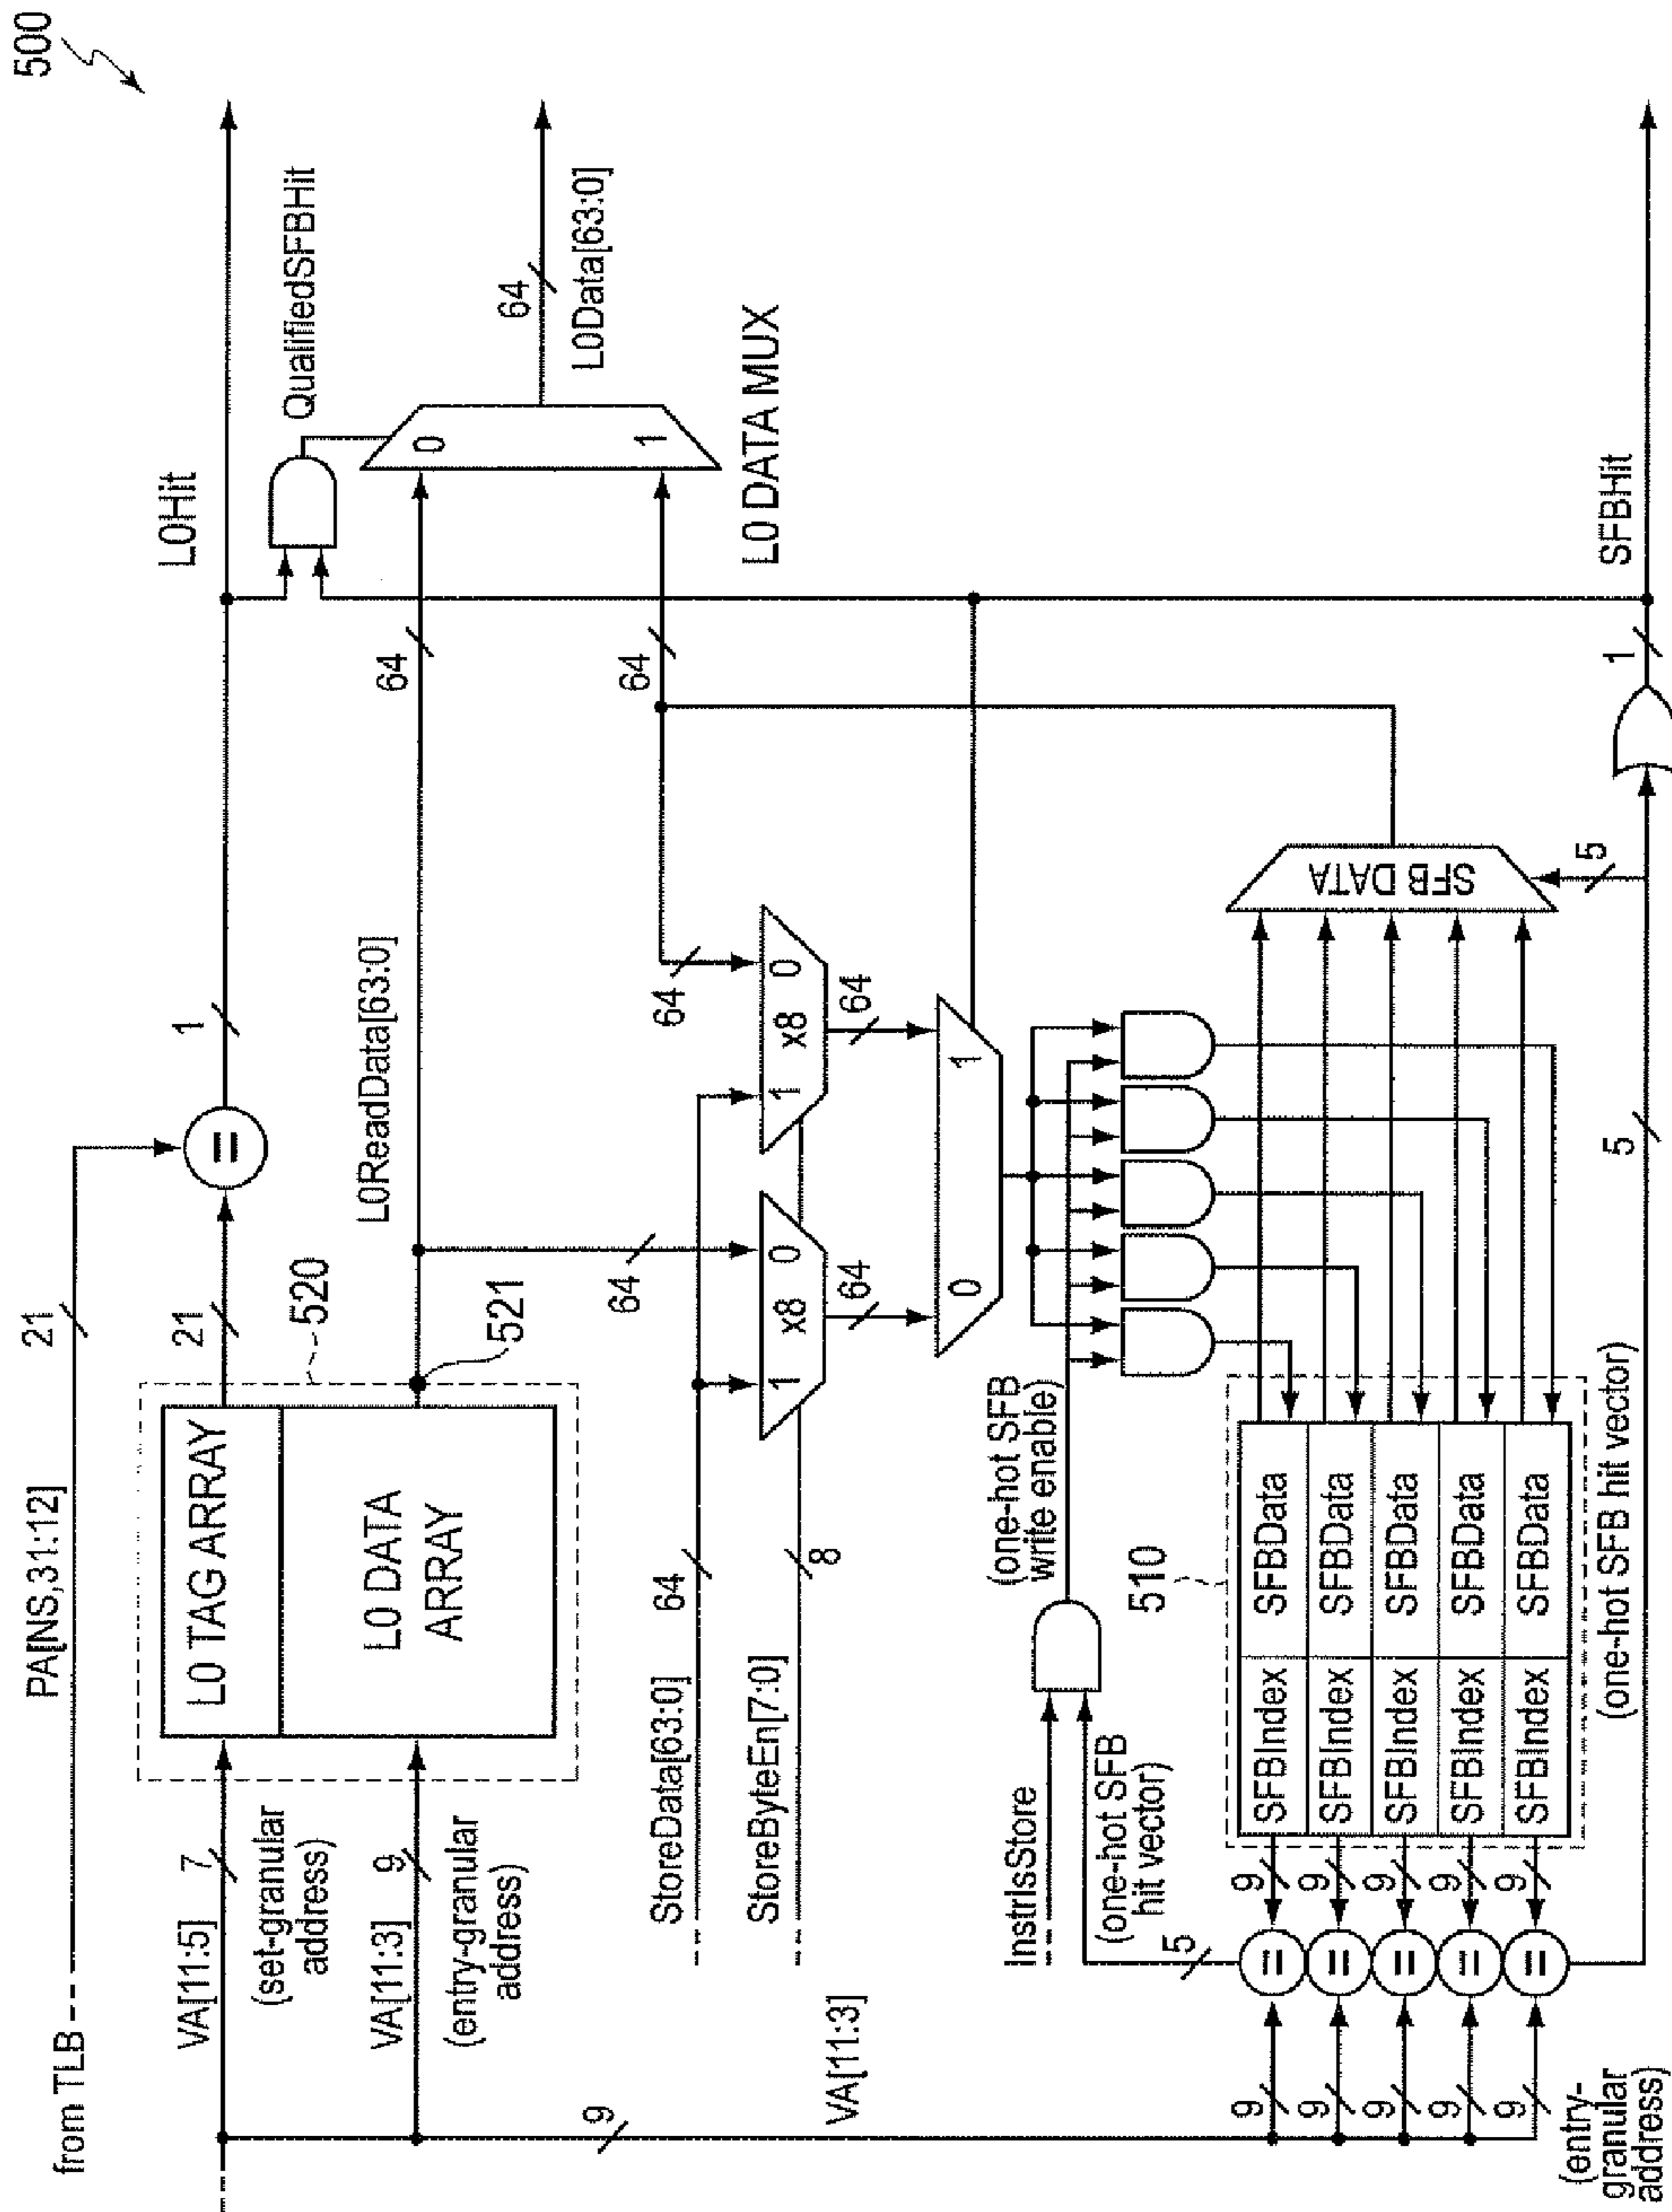 500
from TLB
PA[NS,31:12]
21
VA[11:5]
7
(set-granular
address)
L0 TAG ARRAY
21
=
1
L0Hit
520
VA[11:3]
9
(entry-granular
address)
L0 DATA
ARRAY
521
L0ReadData[63:0]
64
QualifiedSFBHit
0
1
64
L0Data[63:0]
L0 DATA MUX
64
9
VA[11:3]
StoreData[63:0]
64
StoreByteEn[7:0]
8
64
1
x8
0
64
64
1
x8
0
64
0
1
InstrIsStore
(one-hot SFB
hit vector)
5
(one-hot SFB
write enable)
510
9
=
9
SFBIndex
SFBData
9
=
9
SFBIndex
SFBData
9
=
9
SFBIndex
SFBData
9
=
9
SFBIndex
SFBData
9
=
9
SFBIndex
SFBData
SFB DATA
5
(entry-
granular
address)
(one-hot SFB hit vector)
5
1
SFBHit